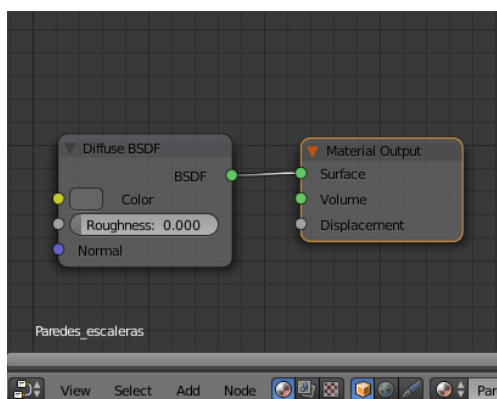 Diffuse BSDF
BSDF
Color
Roughness: 0.000
Normal
Material Output
Surface
Volume
Displacement
Paredes_escaleras
View Select Add Node Par